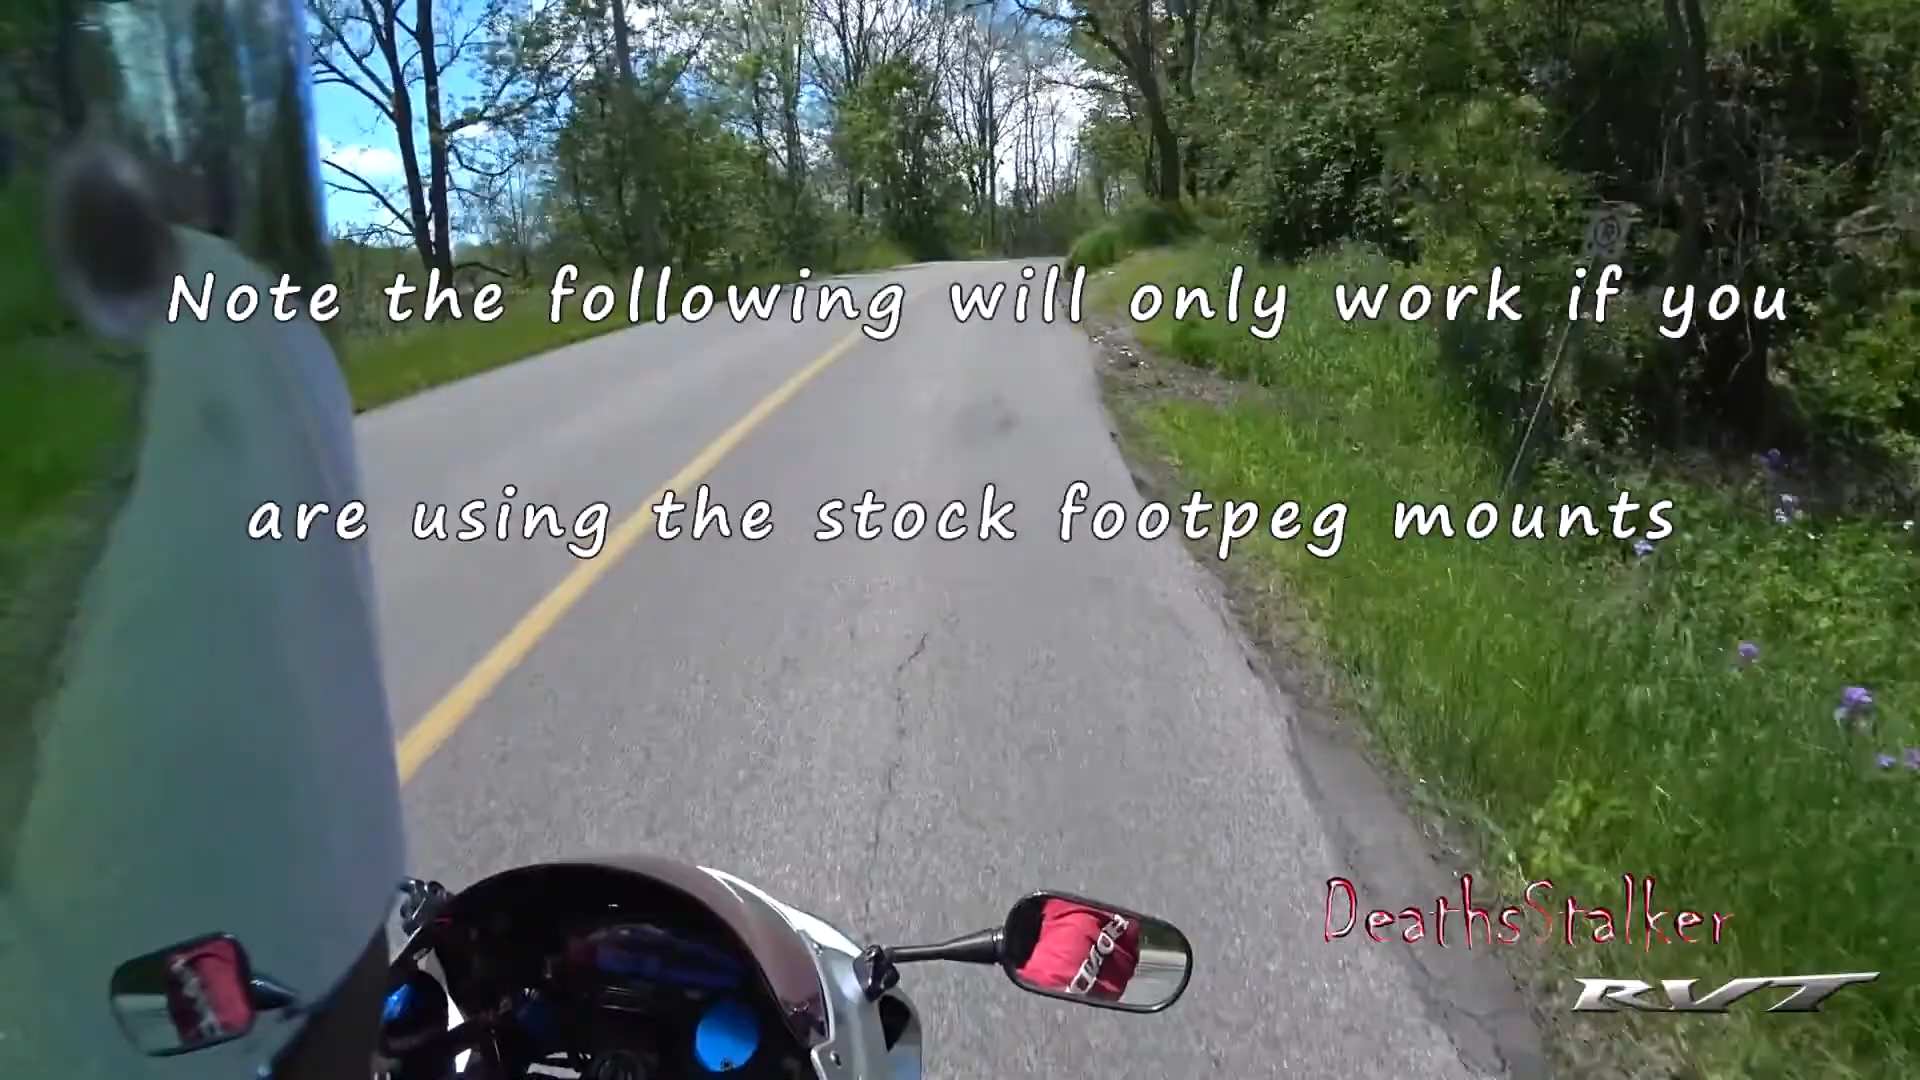 Note the following will only work if you
are using the stock footpeg mounts
DeathsStalker
RVT